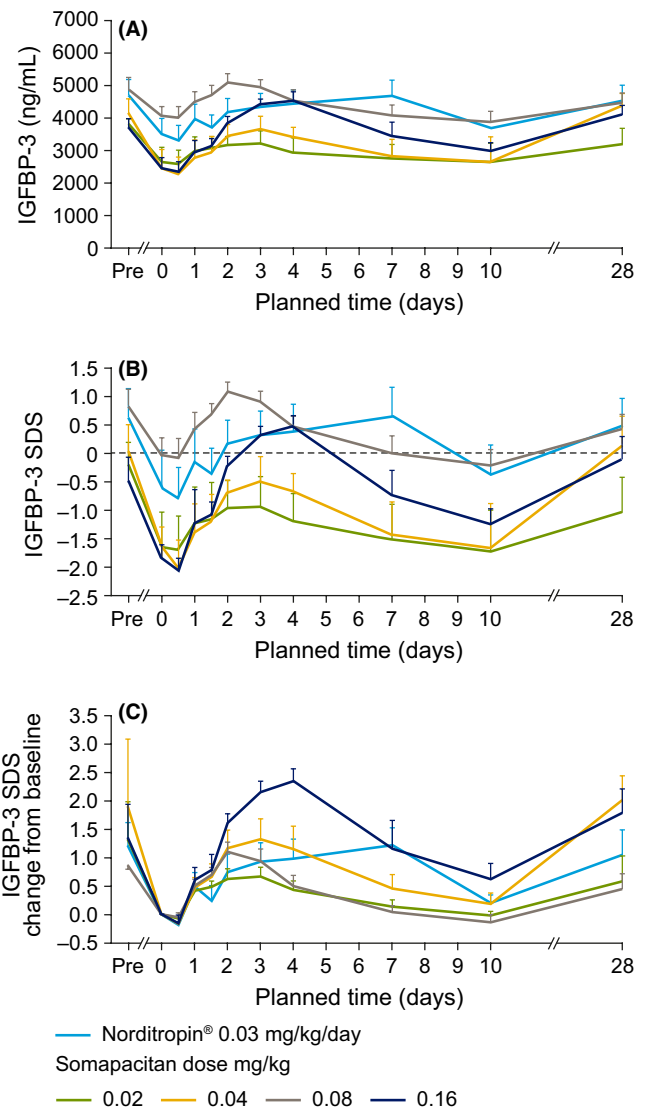 (A)
7000
6000
5000
4000
3000
2000
1000
0
IGFBP-3 (ng/mL)
Pre 0 1 2 3 4 5 6 7 8 9 10 28
Planned time (days)
(B)
1.5
1.0
0.5
0
–0.5
–1.0
–1.5
–2.0
–2.5
IGFBP-3 SDS
Pre 0 1 2 3 4 5 6 7 8 9 10 28
Planned time (days)
(C)
3.5
3.0
2.5
2.0
1.5
1.0
0.5
0.0
–0.5
IGFBP-3 SDS
change from baseline
Pre 0 1 2 3 4 5 6 7 8 9 10 28
Planned time (days)
Norditropin® 0.03 mg/kg/day
Somapacitan dose mg/kg
0.02 0.04 0.08 0.16